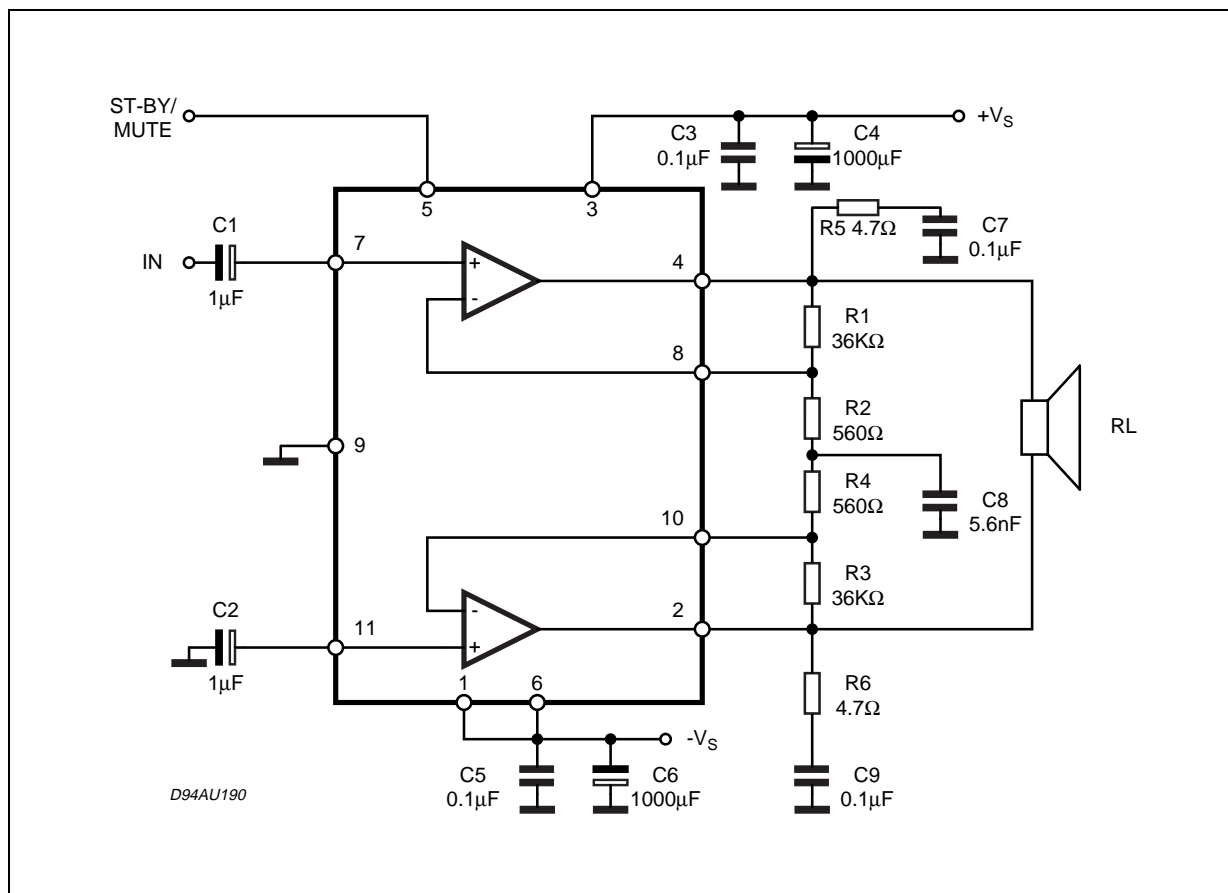 ST-BY/
MUTE
C3
0.1µF
C4
1000µF
+VS
5
3
R5 4.7Ω
C7
0.1µF
C1
IN
1µF
7
+
-
4
R1
36KΩ
8
R2
560Ω
RL
9
R4
560Ω
C8
5.6nF
10
R3
36KΩ
C2
1µF
11
-
+
2
1
6
R6
4.7Ω
-VS
C5
0.1µF
C6
1000µF
C9
0.1µF
D94AU190